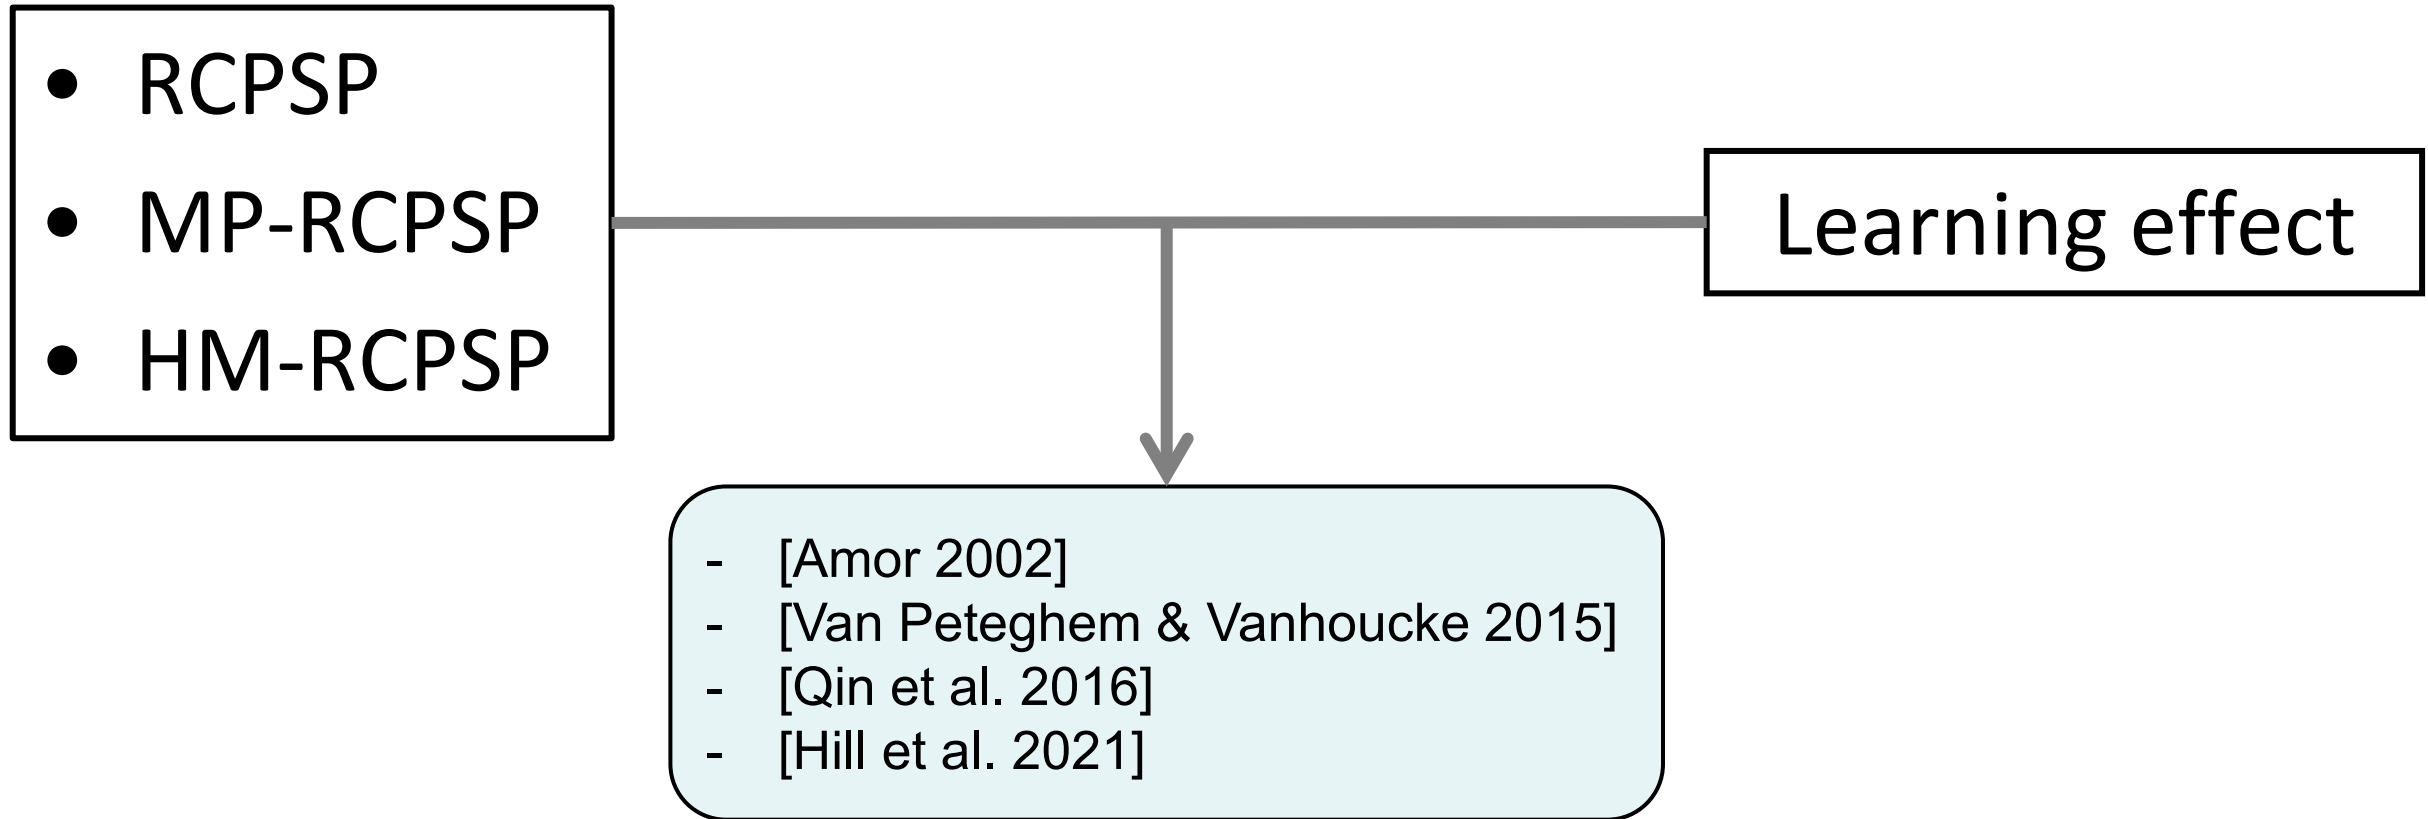 • RCPSP
• MP-RCPSP
• HM-RCPSP
Learning effect
- [Amor 2002]
- [Van Peteghem & Vanhoucke 2015]
- [Qin et al. 2016]
- [Hill et al. 2021]